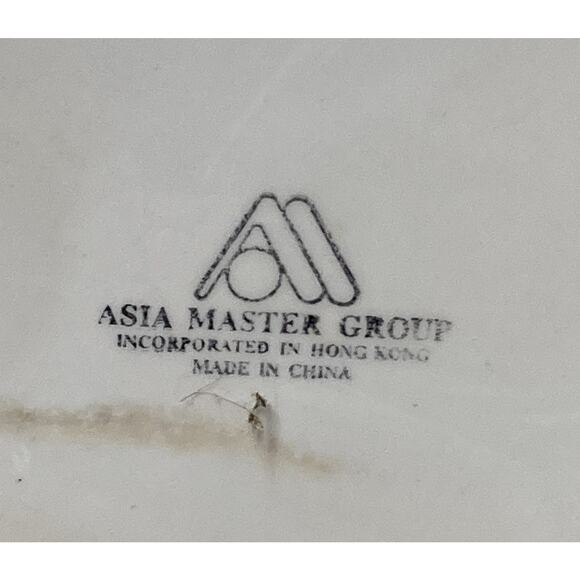 ASIA MASTER GROUP
INCORPORATED IN HONG KONG
MADE IN CHINA